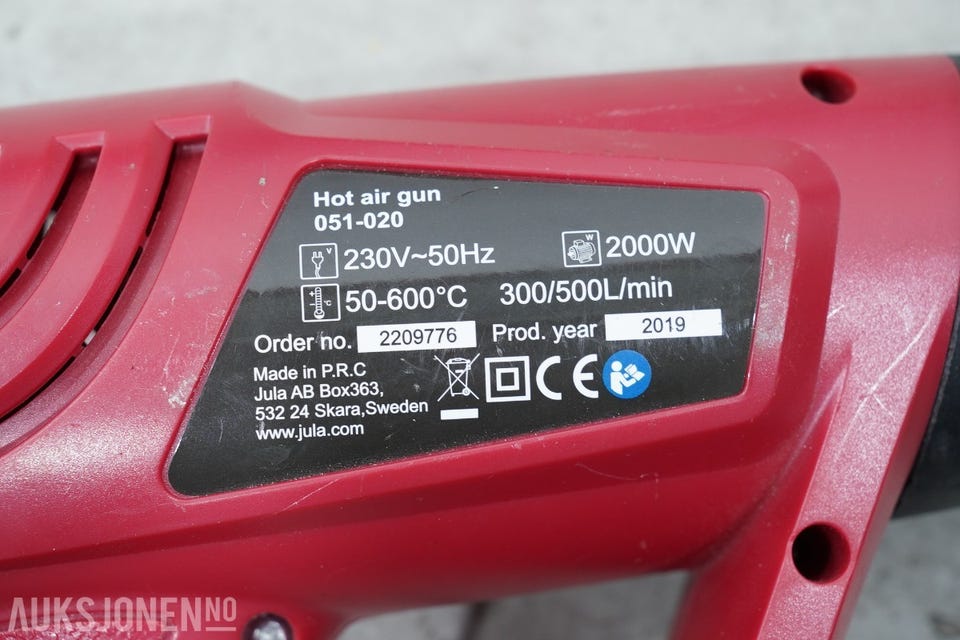 Hot air gun
051-020
V 230V~50Hz W 2000W
+ - °C 50-600°C 300/500L/min
Order no. 2209776 Prod. year 2019
Made in P.R.C
Jula AB Box363,
532 24 Skara,Sweden
www.jula.com
CE
AUKSJONEN.NO